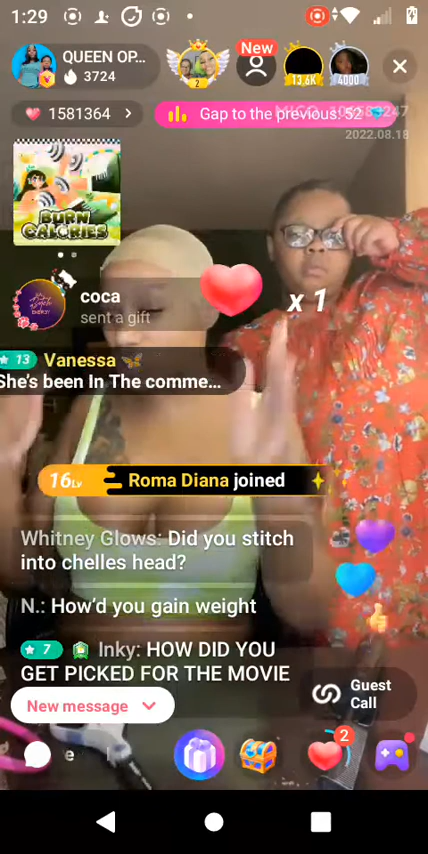 1:29
QUEEN OP...
3724
2
New
13.6K
4000
1581364
Gap to the previous: 52
2022.08.18
BURN
CALORIES
coca
sent a gift
x 1
13 Vanessa
She's been In The comme...
16LV Roma Diana joined
Whitney Glows: Did you stitch
into chelles head?
N.: How'd you gain weight
7 Inky: HOW DID YOU
GET PICKED FOR THE MOVIE
New message
Guest
Call
2